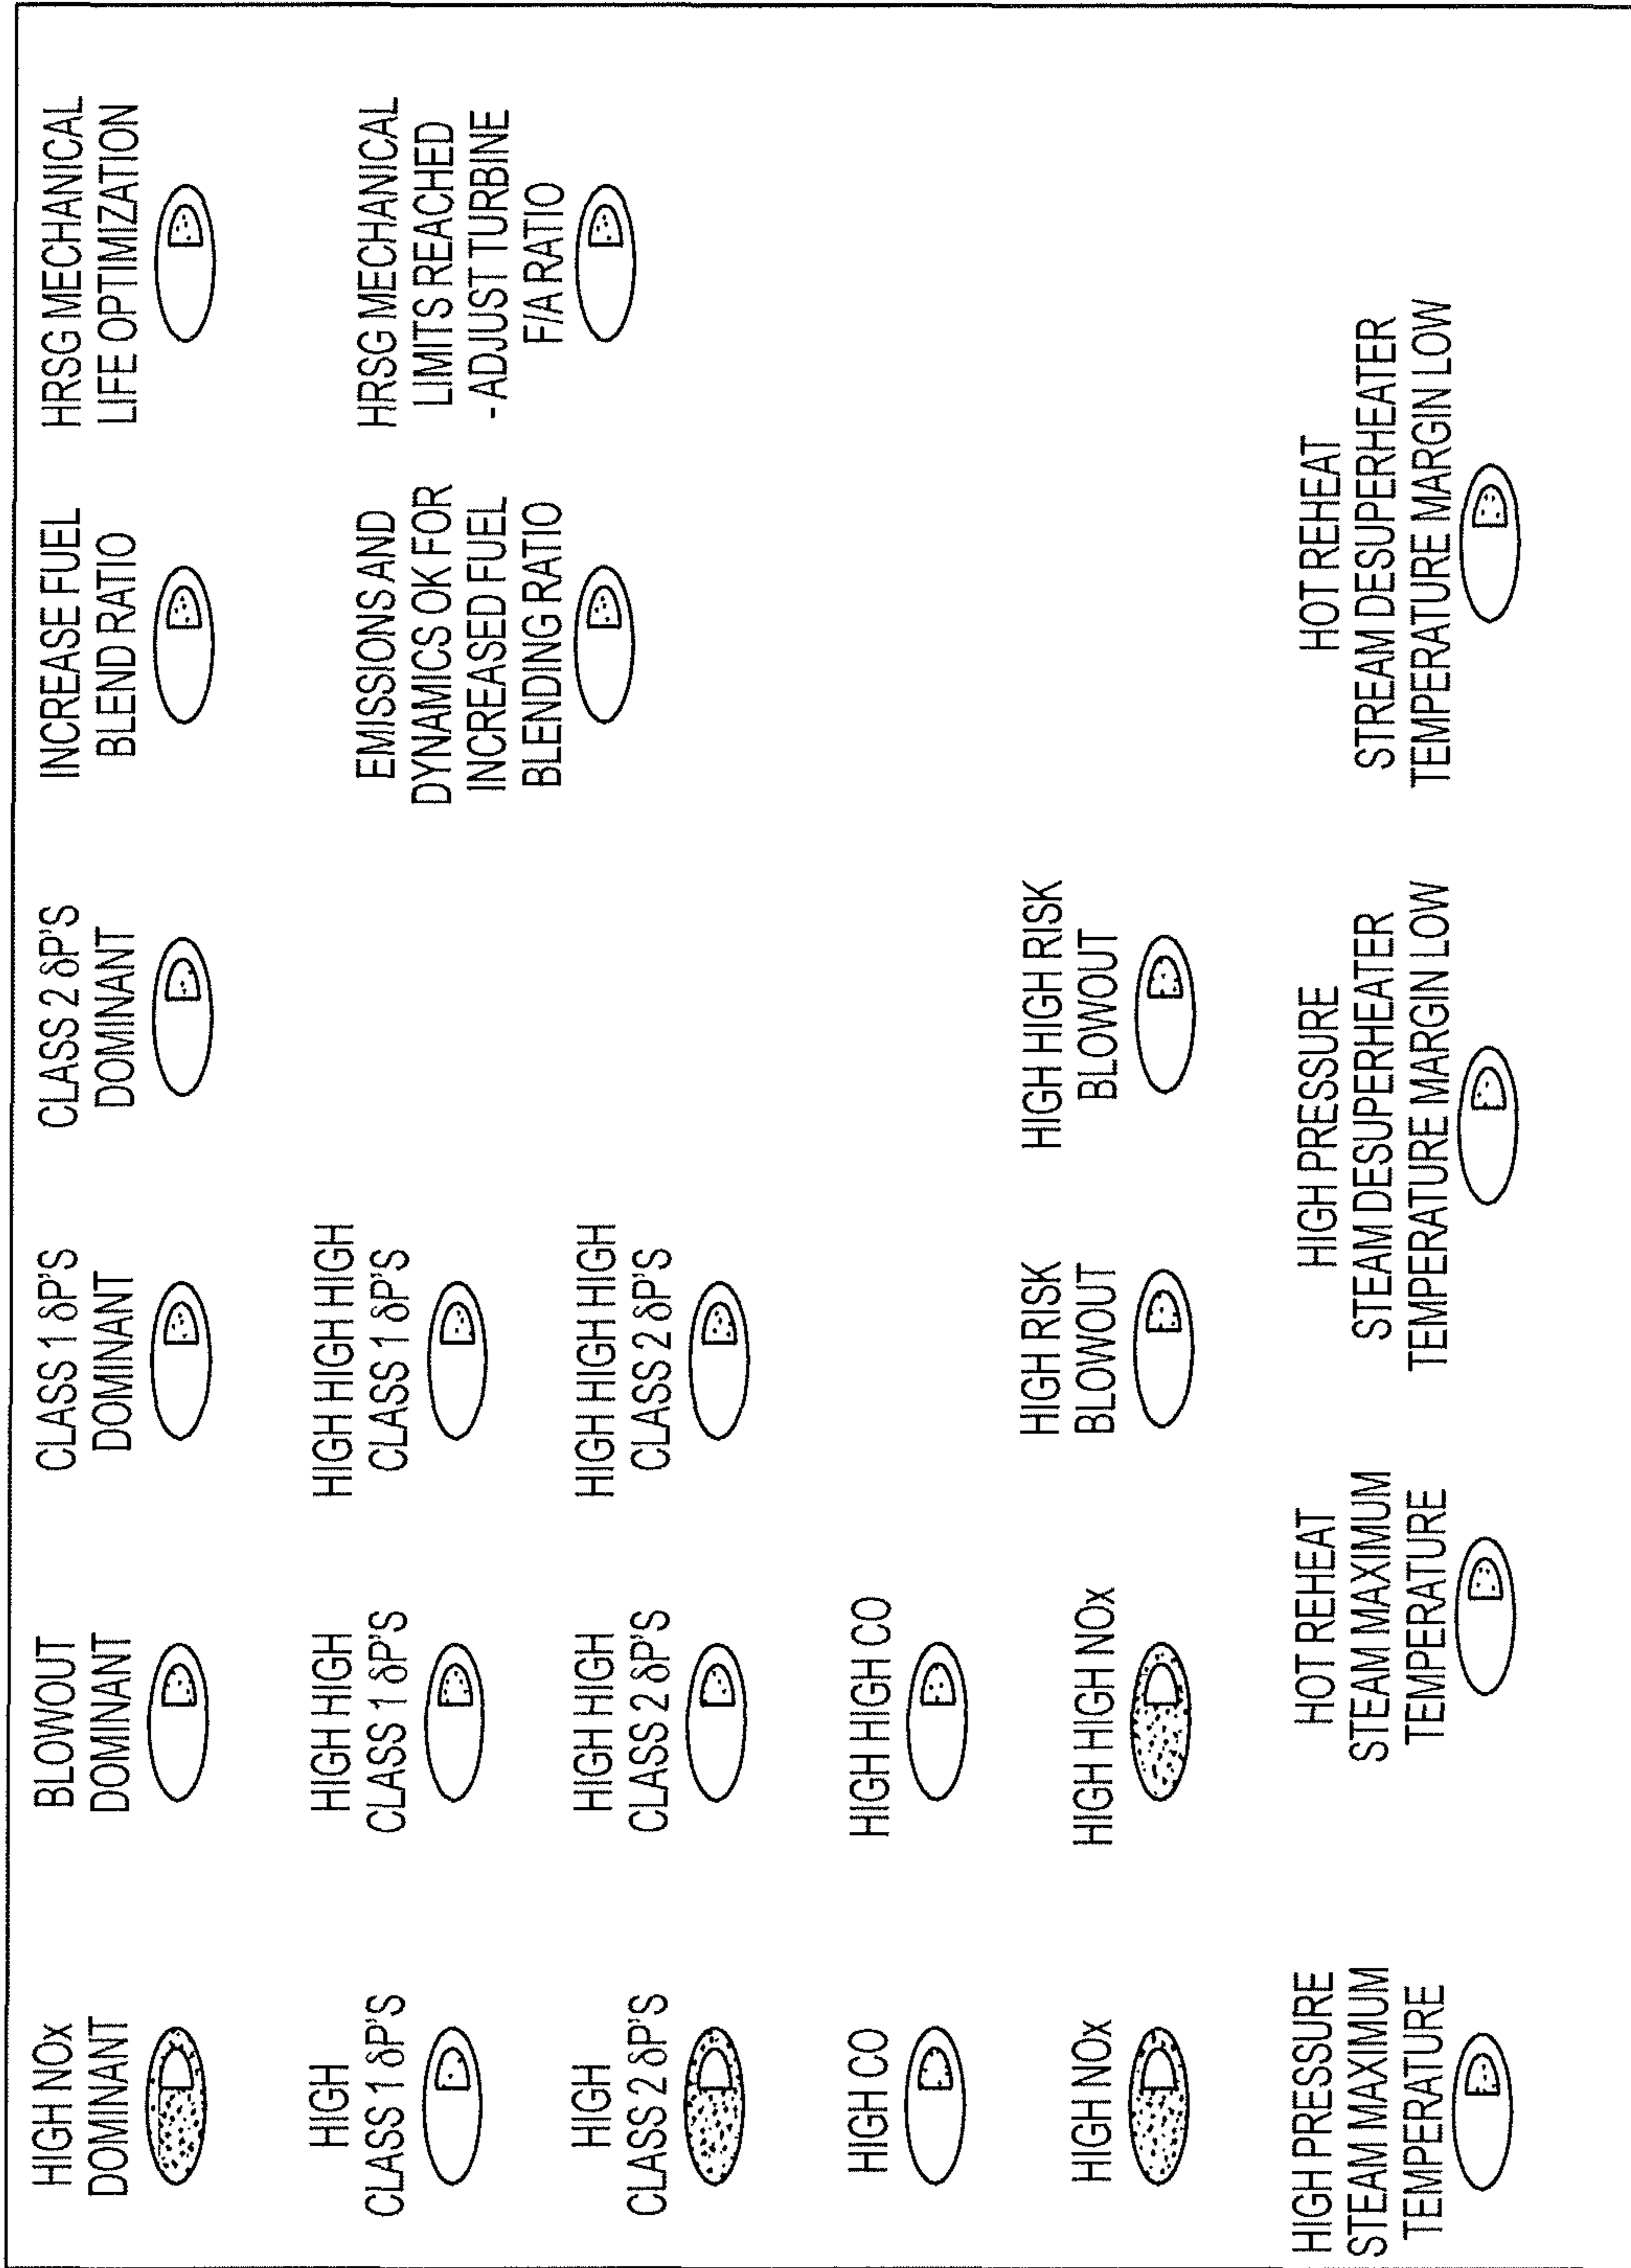 HIGH NOx
DOMINANT
BLOWOUT
DOMINANT
CLASS 1 δP'S
DOMINANT
CLASS 2 δP'S
DOMINANT
INCREASE FUEL
BLEND RATIO
HRSG MECHANICAL
LIFE OPTIMIZATION
HIGH
CLASS 1 δP'S
HIGH HIGH
CLASS 1 δP'S
HIGH HIGH HIGH
CLASS 1 δP'S
EMISSIONS AND
DYNAMICS OK FOR
INCREASED FUEL
BLENDING RATIO
HRSG MECHANICAL
LIMITS REACHED
- ADJUST TURBINE
F/A RATIO
HIGH
CLASS 2 δP'S
HIGH HIGH
CLASS 2 δP'S
HIGH HIGH HIGH
CLASS 2 δP'S
HIGH CO
HIGH HIGH CO
HIGH NOx
HIGH HIGH NOx
HIGH RISK
BLOWOUT
HIGH HIGH RISK
BLOWOUT
HIGH PRESSURE
STEAM MAXIMUM
TEMPERATURE
HOT REHEAT
STEAM MAXIMUM
TEMPERATURE
HIGH PRESSURE
STEAM DESUPERHEATER
TEMPERATURE MARGIN LOW
HOT REHEAT
STREAM DESUPERHEATER
TEMPERATURE MARGIN LOW